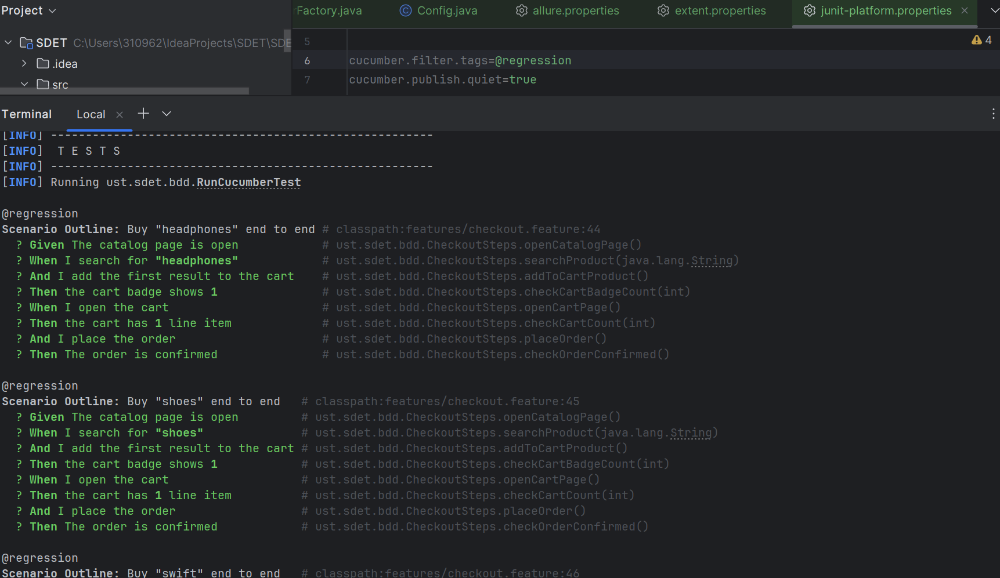 Project
rFactory.java
Config.java
allure.properties
extent.properties
junit-platform.properties
SDET C:\Users\310962\IdeaProjects\SDET\SDE
.idea
src
4
5
6 cucumber.filter.tags=@regression
7 cucumber.publish.quiet=true
Terminal Local
[INFO] -------------------------------------------------------
[INFO]  T E S T S
[INFO] -------------------------------------------------------
[INFO] Running ust.sdet.bdd.RunCucumberTest
@regression
Scenario Outline: Buy "headphones" end to end # classpath:features/checkout.feature:44
? Given The catalog page is open # ust.sdet.bdd.CheckoutSteps.openCatalogPage()
? When I search for "headphones" # ust.sdet.bdd.CheckoutSteps.searchProduct(java.lang.String)
? And I add the first result to the cart # ust.sdet.bdd.CheckoutSteps.addToCartProduct()
? Then the cart badge shows 1 # ust.sdet.bdd.CheckoutSteps.checkCartBadgeCount(int)
? When I open the cart # ust.sdet.bdd.CheckoutSteps.openCartPage()
? Then the cart has 1 line item # ust.sdet.bdd.CheckoutSteps.checkCartCount(int)
? And I place the order # ust.sdet.bdd.CheckoutSteps.placeOrder()
? Then The order is confirmed # ust.sdet.bdd.CheckoutSteps.checkOrderConfirmed()
@regression
Scenario Outline: Buy "shoes" end to end # classpath:features/checkout.feature:45
? Given The catalog page is open # ust.sdet.bdd.CheckoutSteps.openCatalogPage()
? When I search for "shoes" # ust.sdet.bdd.CheckoutSteps.searchProduct(java.lang.String)
? And I add the first result to the cart # ust.sdet.bdd.CheckoutSteps.addToCartProduct()
? Then the cart badge shows 1 # ust.sdet.bdd.CheckoutSteps.checkCartBadgeCount(int)
? When I open the cart # ust.sdet.bdd.CheckoutSteps.openCartPage()
? Then the cart has 1 line item # ust.sdet.bdd.CheckoutSteps.checkCartCount(int)
? And I place the order # ust.sdet.bdd.CheckoutSteps.placeOrder()
? Then The order is confirmed # ust.sdet.bdd.CheckoutSteps.checkOrderConfirmed()
@regression
Scenario Outline: Buy "swift" end to end # classpath:features/checkout.feature:46